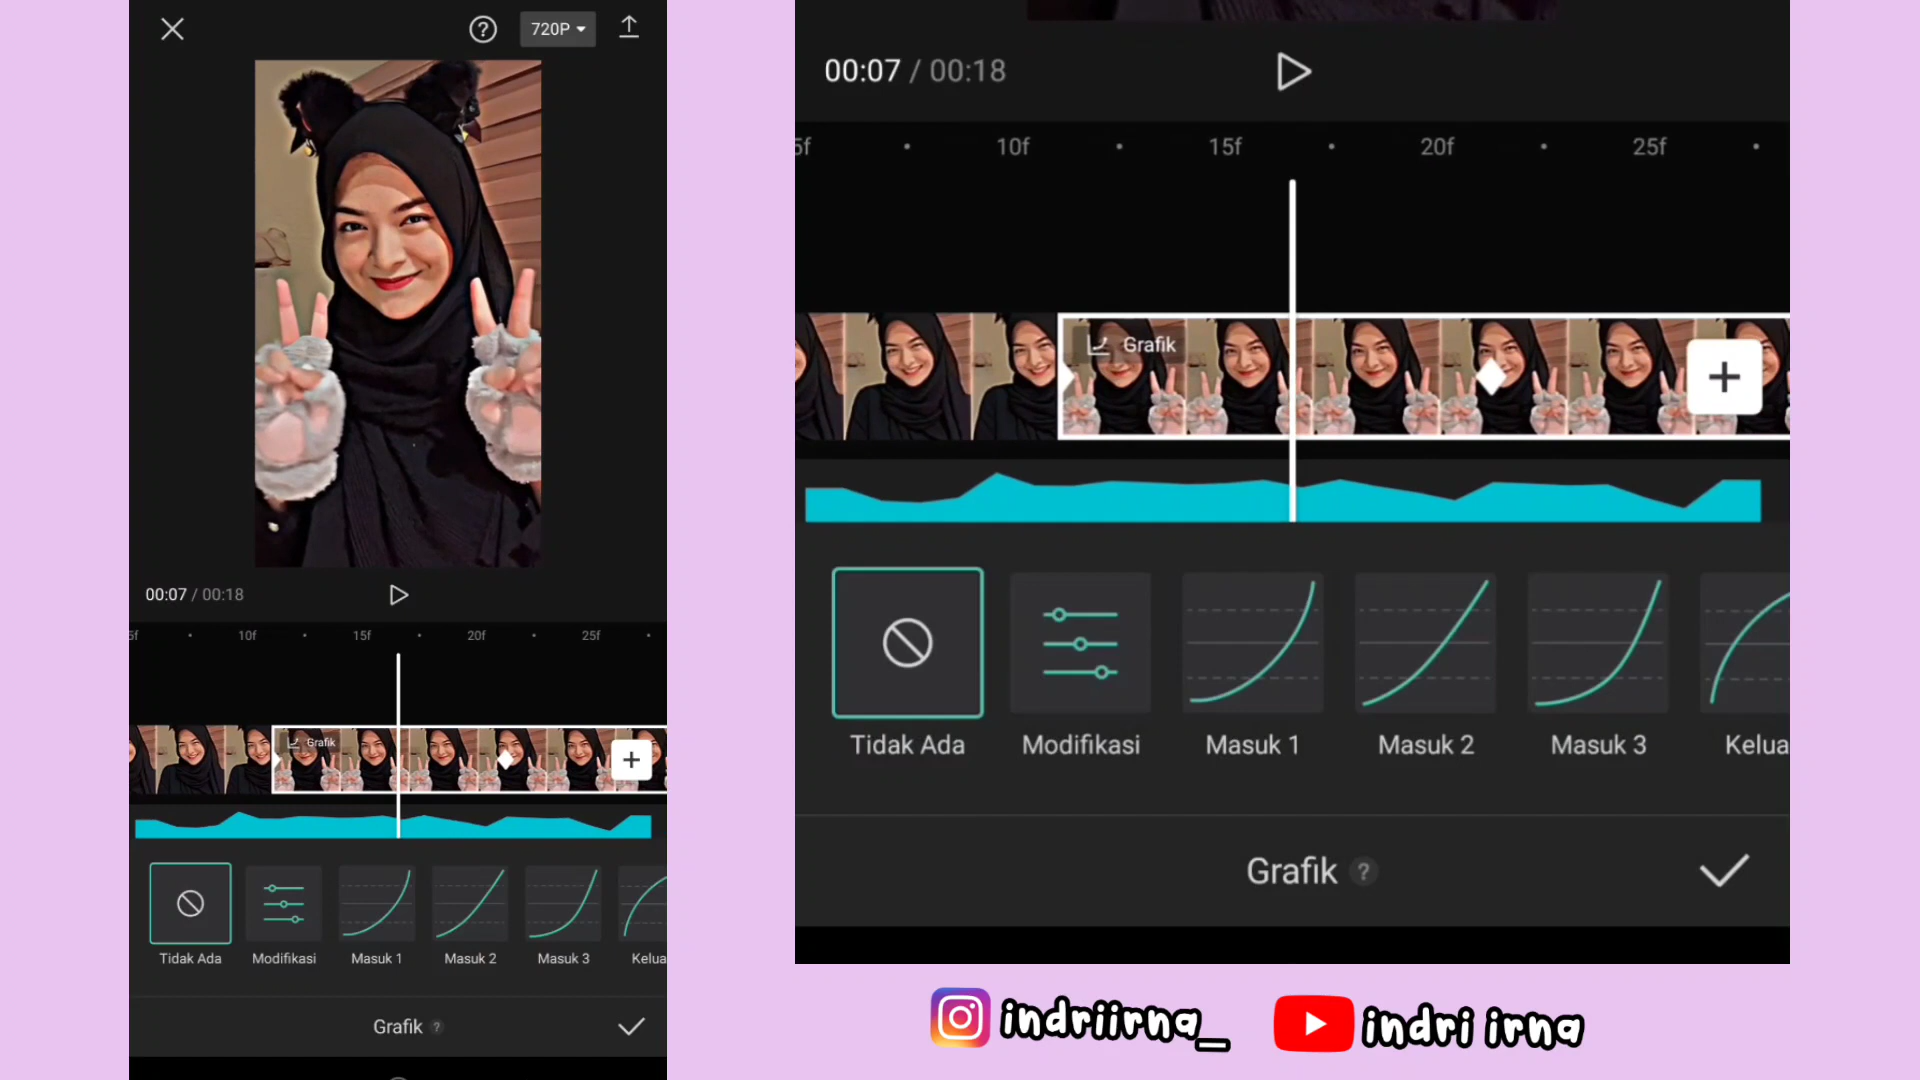 720P
00:07 / 00:18
5f 10f 15f 20f 25f
Grafik
Tidak Ada Modifikasi Masuk 1 Masuk 2 Masuk 3 Kelua
Grafik ?
00:07 / 00:18
5f 10f 15f 20f 25f
Grafik
Tidak Ada Modifikasi Masuk 1 Masuk 2 Masuk 3 Kelua
Grafik ?
indriirna_ indri irna